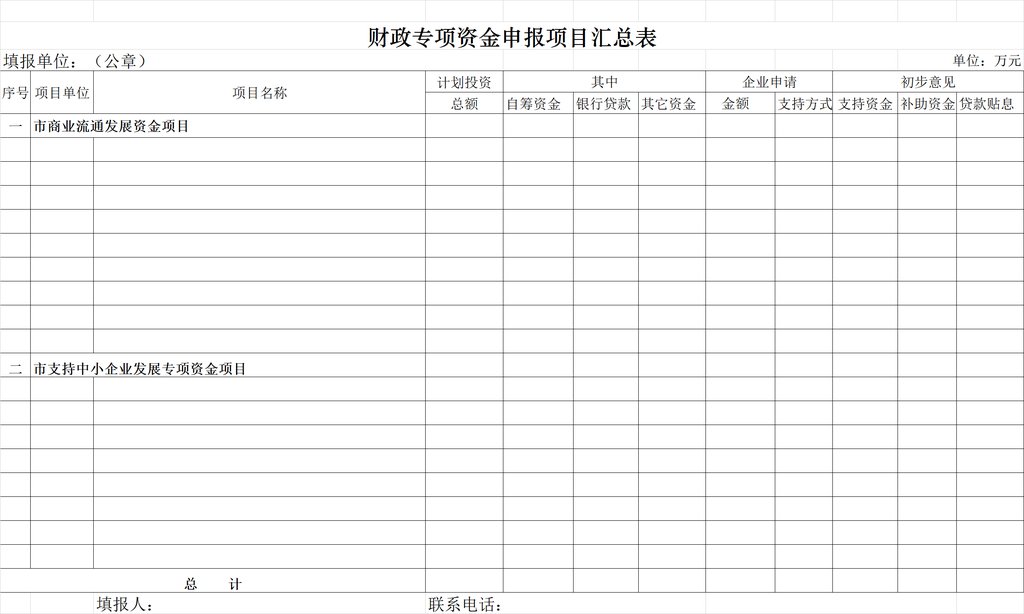 财政专项资金申报项目汇总表
填报单位：（公章） 单位：万元
序号 项目单位 项目名称 计划投资总额 其中 企业申请 初步意见
自筹资金 银行贷款 其它资金 金额 支持方式 支持资金 补助资金 贷款贴息
一 市商业流通发展资金项目
二 市支持中小企业发展专项资金项目
总 计
填报人： 联系电话：